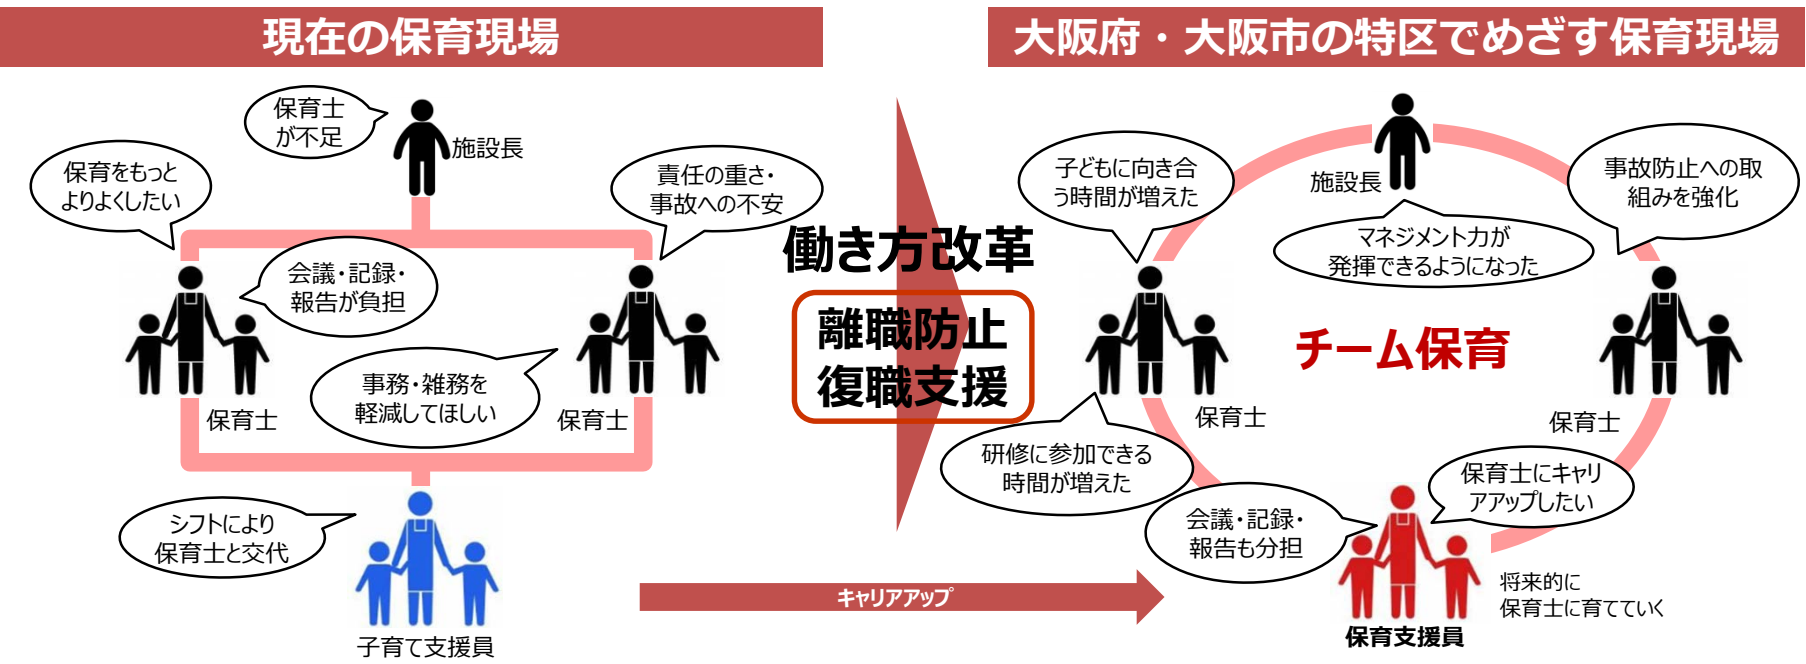 現在の保育現場
保育士
が不足
施設長
保育をもっと
よりよくしたい
責任の重さ・
事故への不安
会議・記録・
報告が負担
事務・雑務を
軽減してほしい
保育士
保育士
シフトにより
保育士と交代
子育て支援員
働き方改革
離職防止
復職支援
キャリアアップ
大阪府・大阪市の特区でめざす保育現場
子どもに向き合
う時間が増えた
施設長
事故防止への取
組みを強化
マネジメント力が
発揮できるようになった
チーム保育
保育士
保育士
研修に参加できる
時間が増えた
保育士にキャリ
アアップしたい
会議・記録・
報告も分担
将来的に
保育士に育てていく
保育支援員